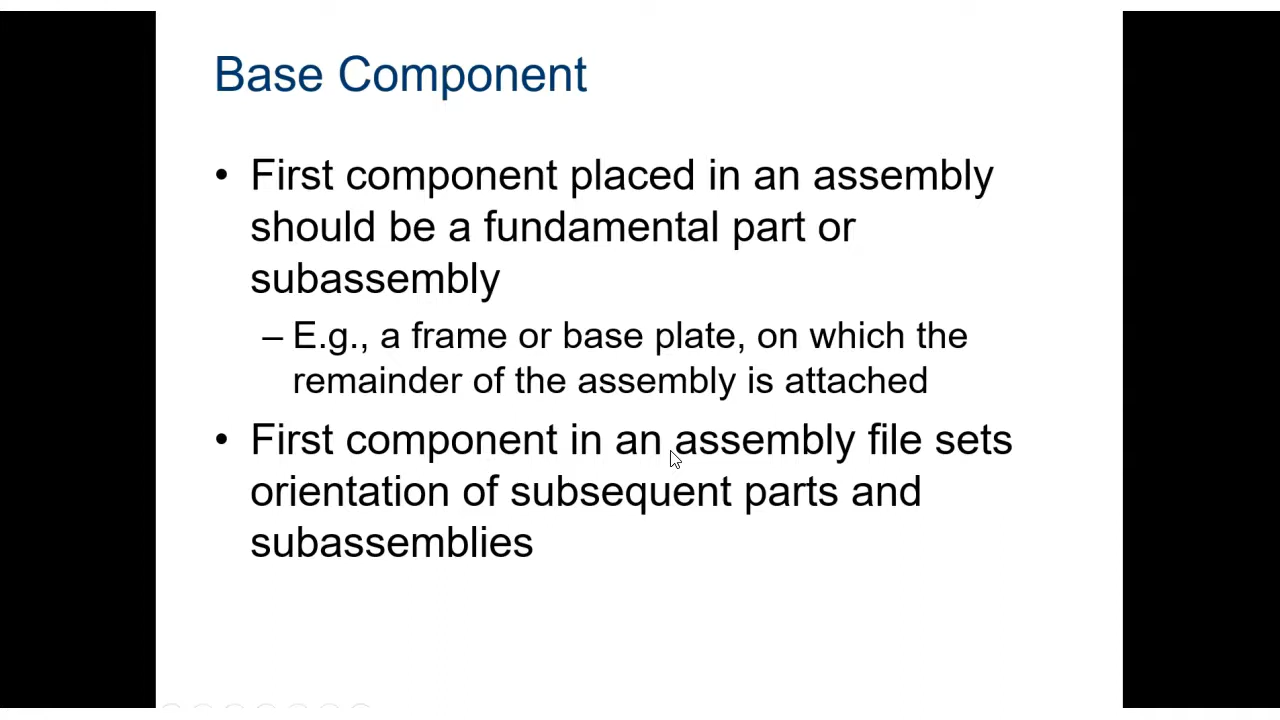 Base Component
• First component placed in an assembly
should be a fundamental part or
subassembly
– E.g., a frame or base plate, on which the
remainder of the assembly is attached
• First component in an assembly file sets
orientation of subsequent parts and
subassemblies